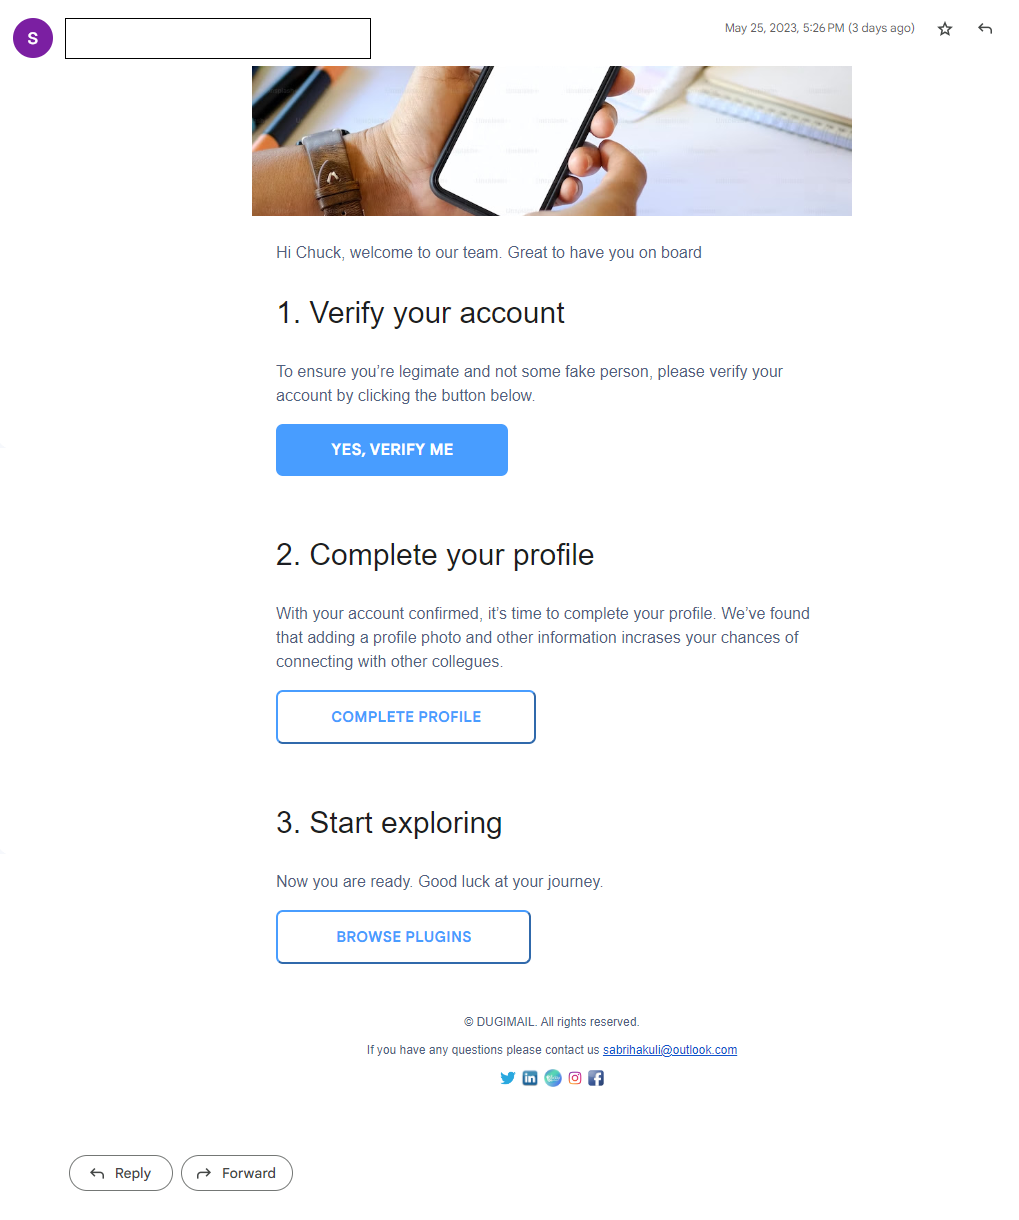 S
May 25, 2023, 5:26 PM (3 days ago)
Hi Chuck, welcome to our team. Great to have you on board
1. Verify your account
To ensure you’re legimate and not some fake person, please verify your
account by clicking the button below.
YES, VERIFY ME
2. Complete your profile
With your account confirmed, it’s time to complete your profile. We’ve found
that adding a profile photo and other information incrases your chances of
connecting with other collegues.
COMPLETE PROFILE
3. Start exploring
Now you are ready. Good luck at your journey.
BROWSE PLUGINS
© DUGIMAIL. All rights reserved.
If you have any questions please contact us sabrihakuli@outlook.com
in
Reply
Forward